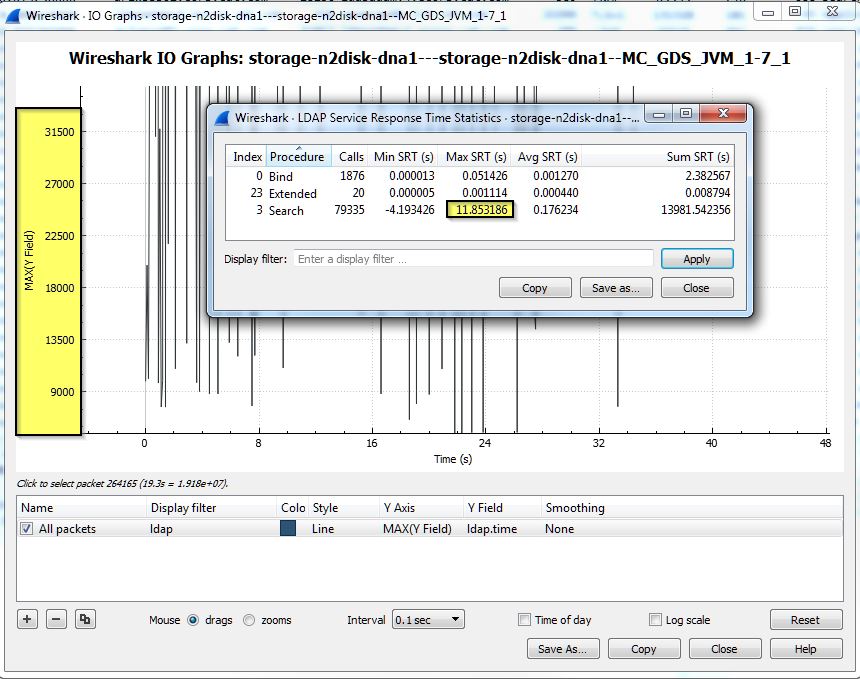 Wireshark · IO Graphs: storage-n2disk-dna1---storage-n2disk-dna1--MC_GDS_JVM_1-7_1
Wireshark IO Graphs: storage-n2disk-dna1---storage-n2disk-dna1--MC_GDS_JVM_1-7_1
Wireshark · LDAP Service Response Time Statistics · storage-n2disk-dna1--...
Index Procedure Calls Min SRT (s) Max SRT (s) Avg SRT (s) Sum SRT (s)
0 Bind 1876 0.000013 0.051426 0.001270 2.382567
23 Extended 20 0.000005 0.001114 0.000440 0.008794
3 Search 79335 -4.193426 11.853186 0.176234 13981.542356
Display filter: Enter a display filter ... Apply
Copy Save as... Close
MAX(Y Field)
31500
27000
22500
18000
13500
9000
0 8 16 24 32 40 48
Time (s)
Click to select packet 264165 (19.3s = 1.918e+07).
Name Display filter Colo Style Y Axis Y Field Smoothing
All packets ldap Line MAX(Y Field) ldap.time None
+ − Mouse drags zooms Interval 0.1 sec Time of day Log scale Reset
Save As... Copy Close Help